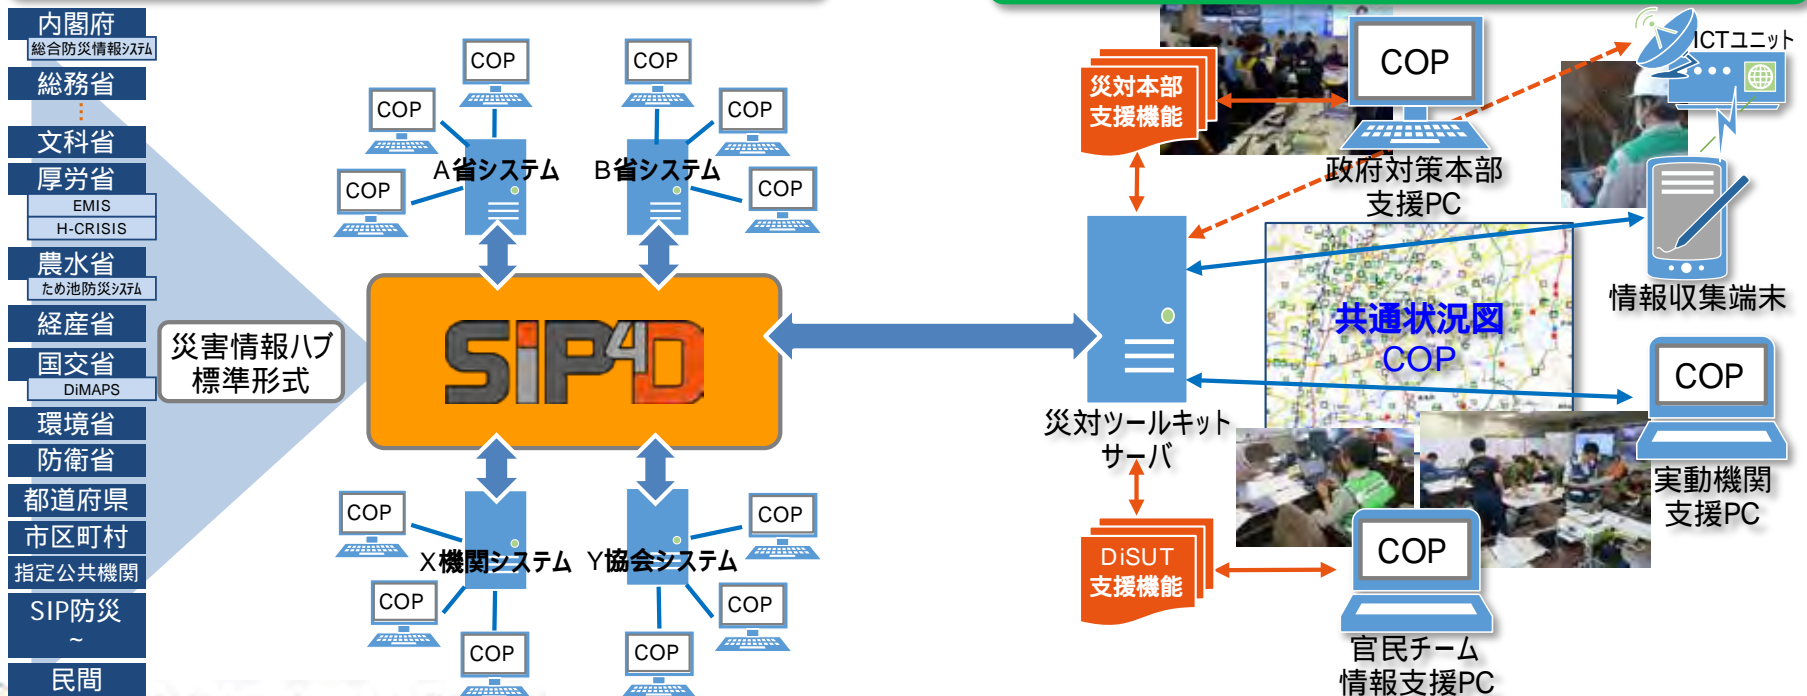 内閣府
総合防災情報システム
総務省
文科省
厚労省
EMIS
H-CRISIS
農水省
ため池防災システム
経産省
国交省
DiMAPS
環境省
防衛省
都道府県
市区町村
指定公共機関
SIP防災
~
民間
災害情報ハブ
標準形式
COP
COP
COP
COP
COP
COP
COP
COP
A省システム
B省システム
SiP4D
X機関システム
Y協会システム
COP
COP
COP
COP
COP
COP
災対本部
支援機能
COP
政府対策本部
支援PC
ICTユニット
情報収集端末
共通状況図
COP
災対ツールキット
サーバ
COP
実動機関
支援PC
DiSUT
支援機能
COP
官民チーム
情報支援PC